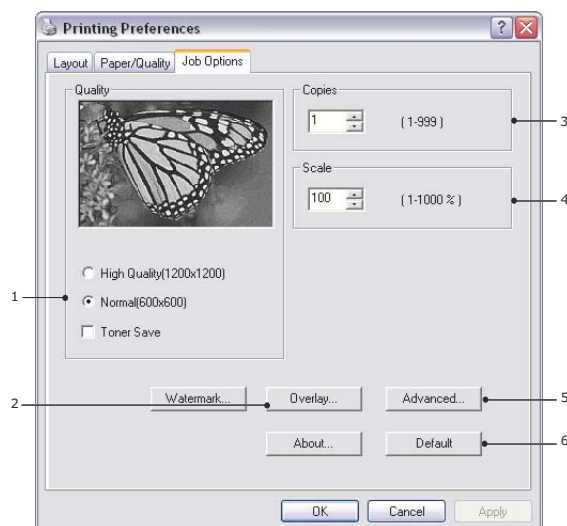 Printing Preferences
Layout Paper/Quality Job Options
Quality
Copies
1 (1-999) 3
Scale
100 (1-1000 %) 4
High Quality(1200x1200)
1 Normal(600x600)
Toner Save
Watermark... Overlay... Advanced... 5
2
About... Default 6
OK Cancel Apply